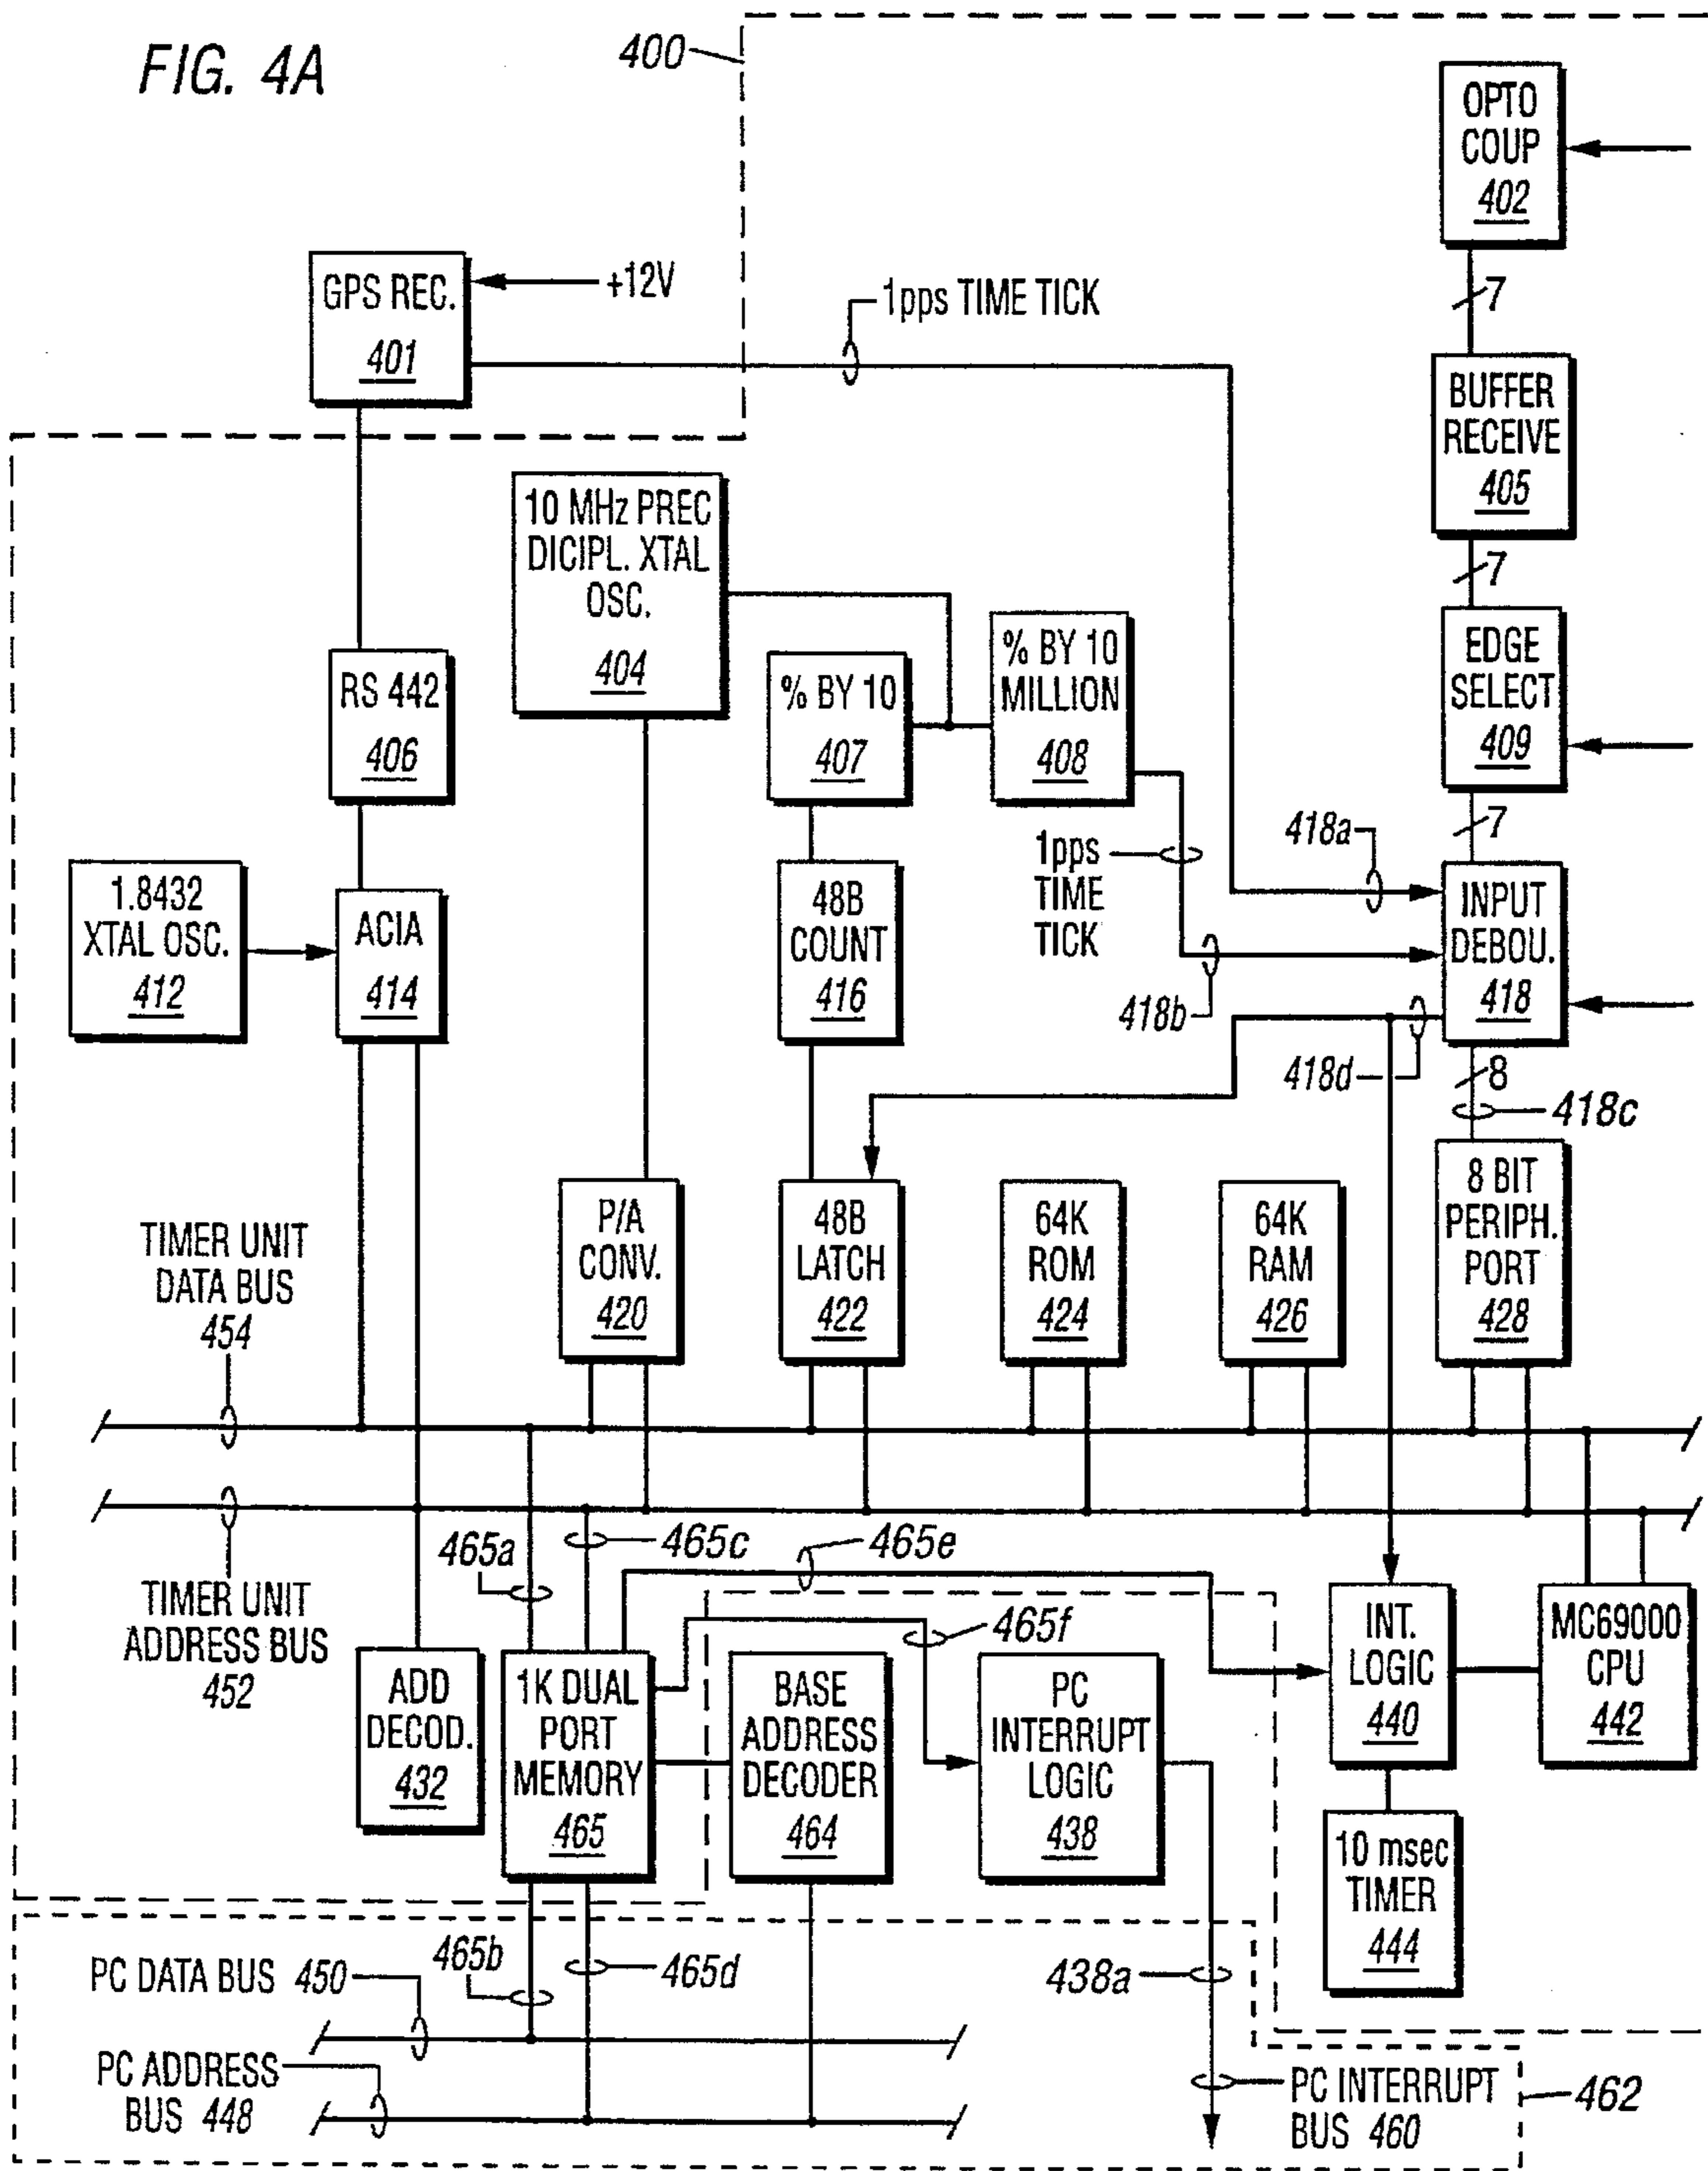 FIG. 4A
400
OPTO
COUP
402
GPS REC.
401
+12V
1pps TIME TICK
7
BUFFER
RECEIVE
405
7
10 MHz PREC
DICIPL. XTAL
OSC.
404
% BY 10
407
% BY 10
MILLION
408
EDGE
SELECT
409
7
RS 442
406
1.8432
XTAL OSC.
412
ACIA
414
48B
COUNT
416
1pps
TIME
TICK
418a
418b
INPUT
DEBOU.
418
418d
8
418c
TIMER UNIT
DATA BUS
454
P/A
CONV.
420
48B
LATCH
422
64K
ROM
424
64K
RAM
426
8 BIT
PERIPH.
PORT
428
TIMER UNIT
ADDRESS BUS
452
465a
465c
465e
465f
ADD
DECOD.
432
1K DUAL
PORT
MEMORY
465
BASE
ADDRESS
DECODER
464
PC
INTERRUPT
LOGIC
438
INT.
LOGIC
440
MC69000
CPU
442
10 msec
TIMER
444
PC DATA BUS 450
465b
465d
438a
PC ADDRESS
BUS 448
PC INTERRUPT
BUS 460
462